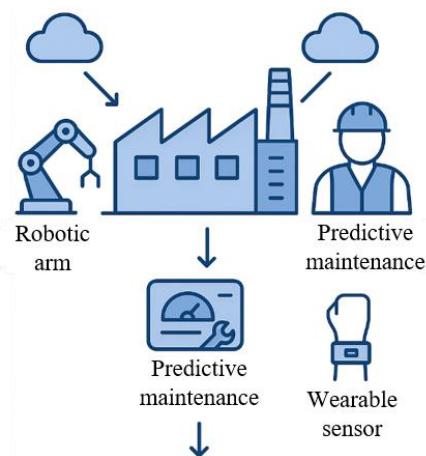 Robotic
arm
Predictive
maintenance
Predictive
maintenance
Wearable
sensor